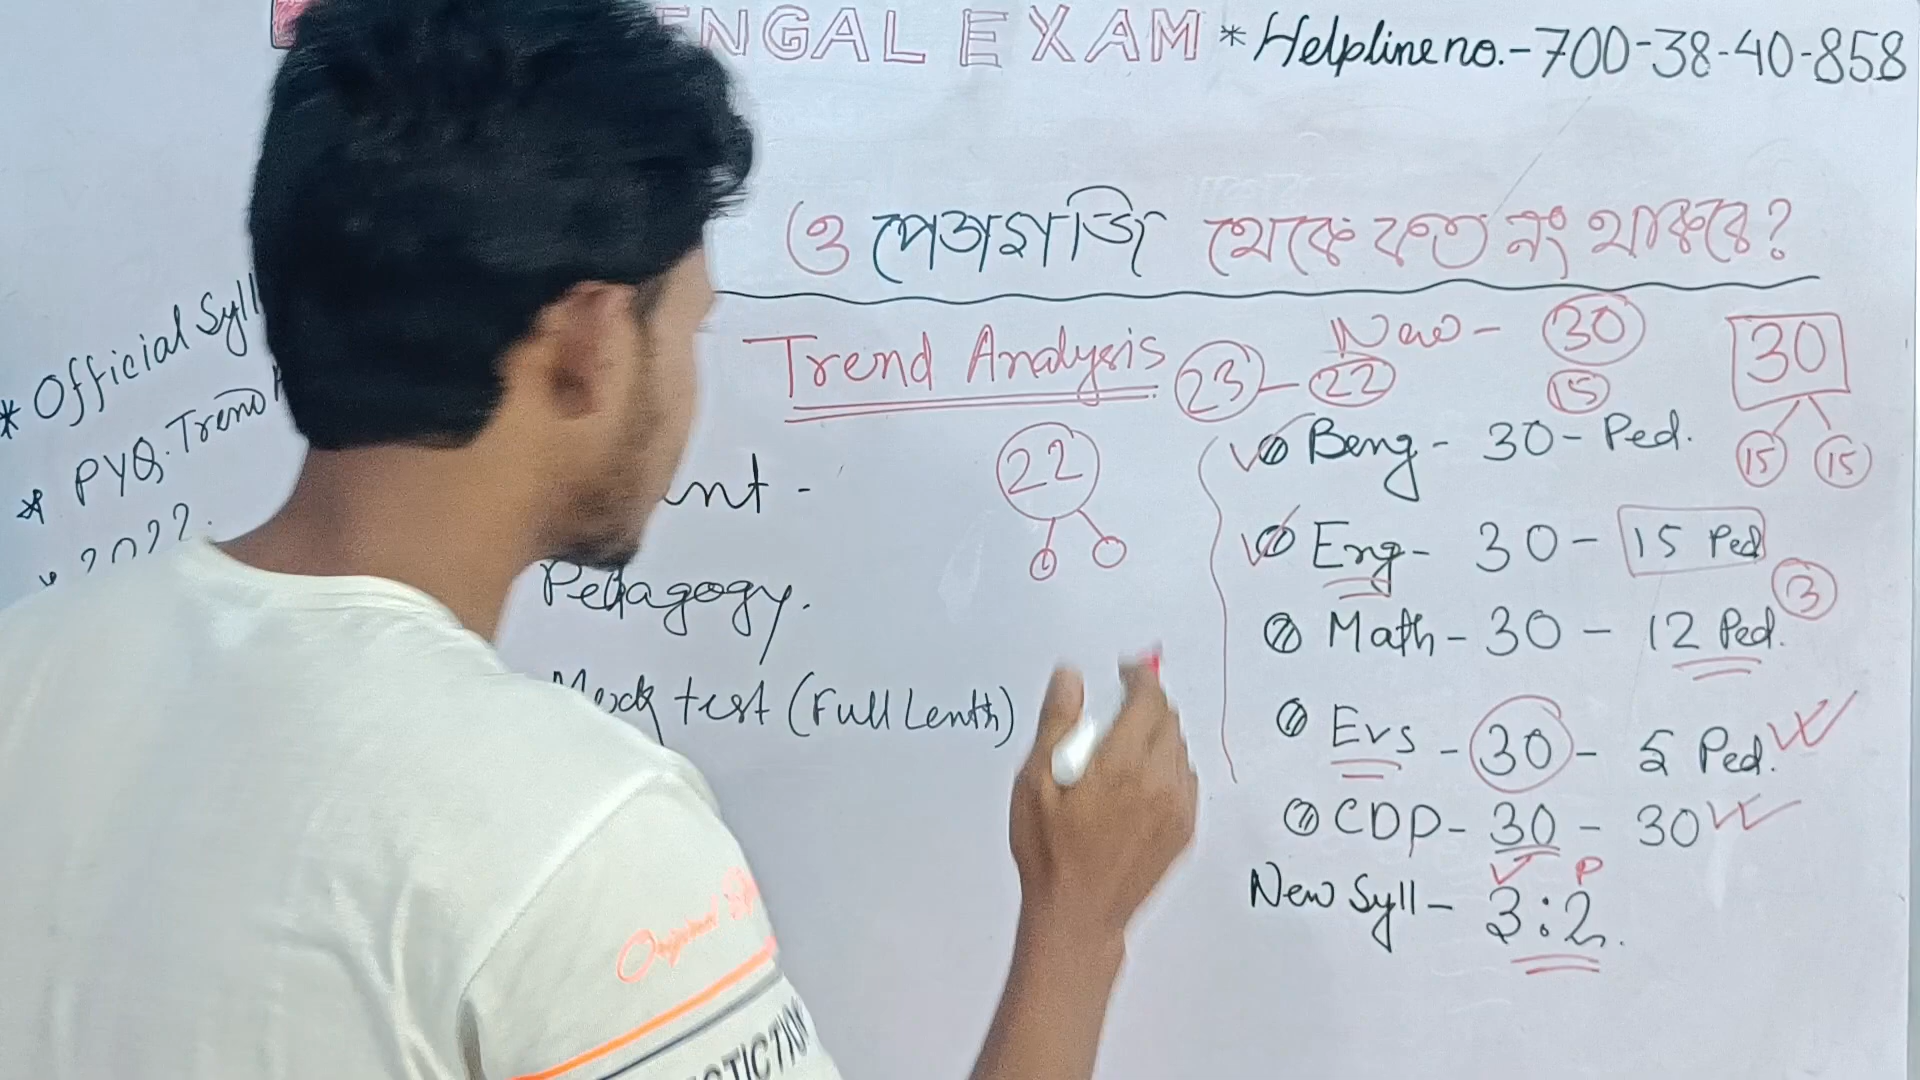 ENGAL EXAM * Helpline no.-700-38-40-858
ও পেডাগজি থেকে কত নং থাকবে?
* Official Syll
* PYQ. Trend
* 2022.
Trend Analysis
23 - 22
New - 30
15
30
15 15
22
Beng - 30 - Ped.
Eng - 30 - 15 Ped
Math - 30 - 12 Ped. 3
Evs - 30 - 5 Ped.
CDP - 30 - 30
P
New Syll - 3:2.
nt -
Pedagogy.
Mock test (Full Lenth)
Original